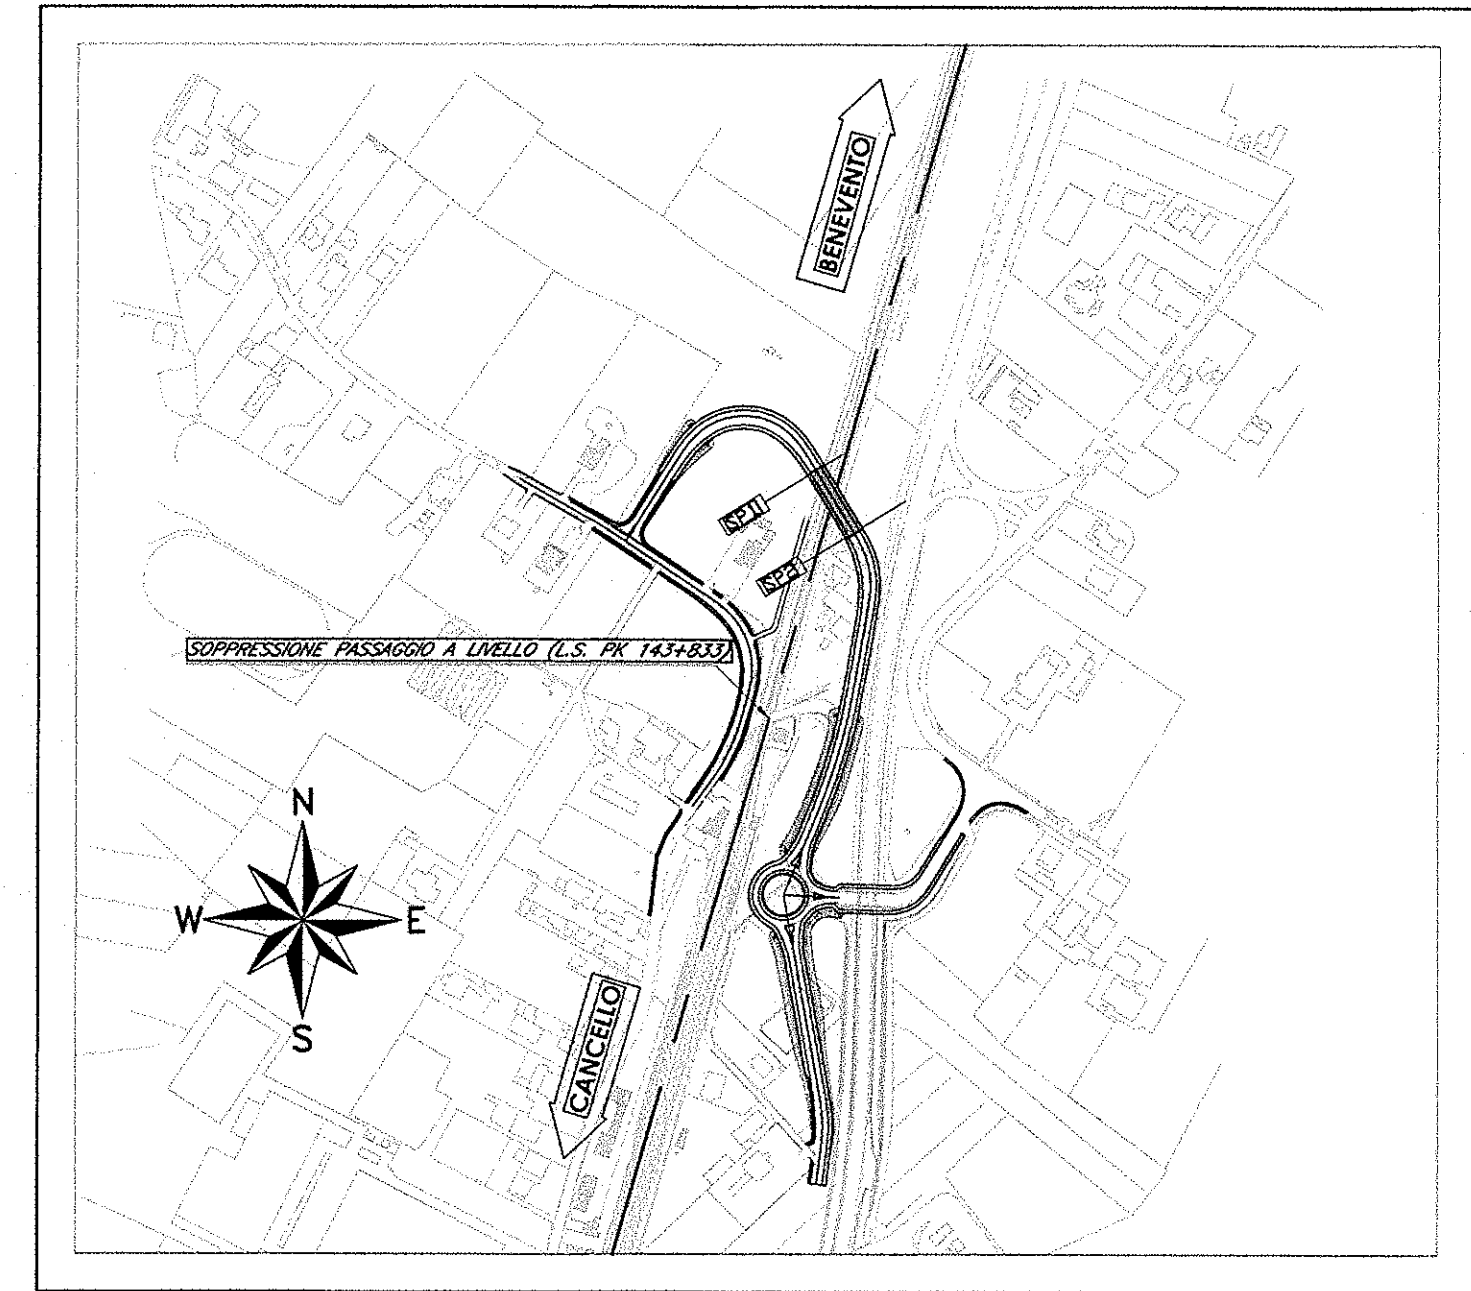 BENEVENTO
SP1
SP2
SOPPRESSIONE PASSAGGIO A LIVELLO (L.S. PK 143+833)
N
W
E
S
CANCELLO